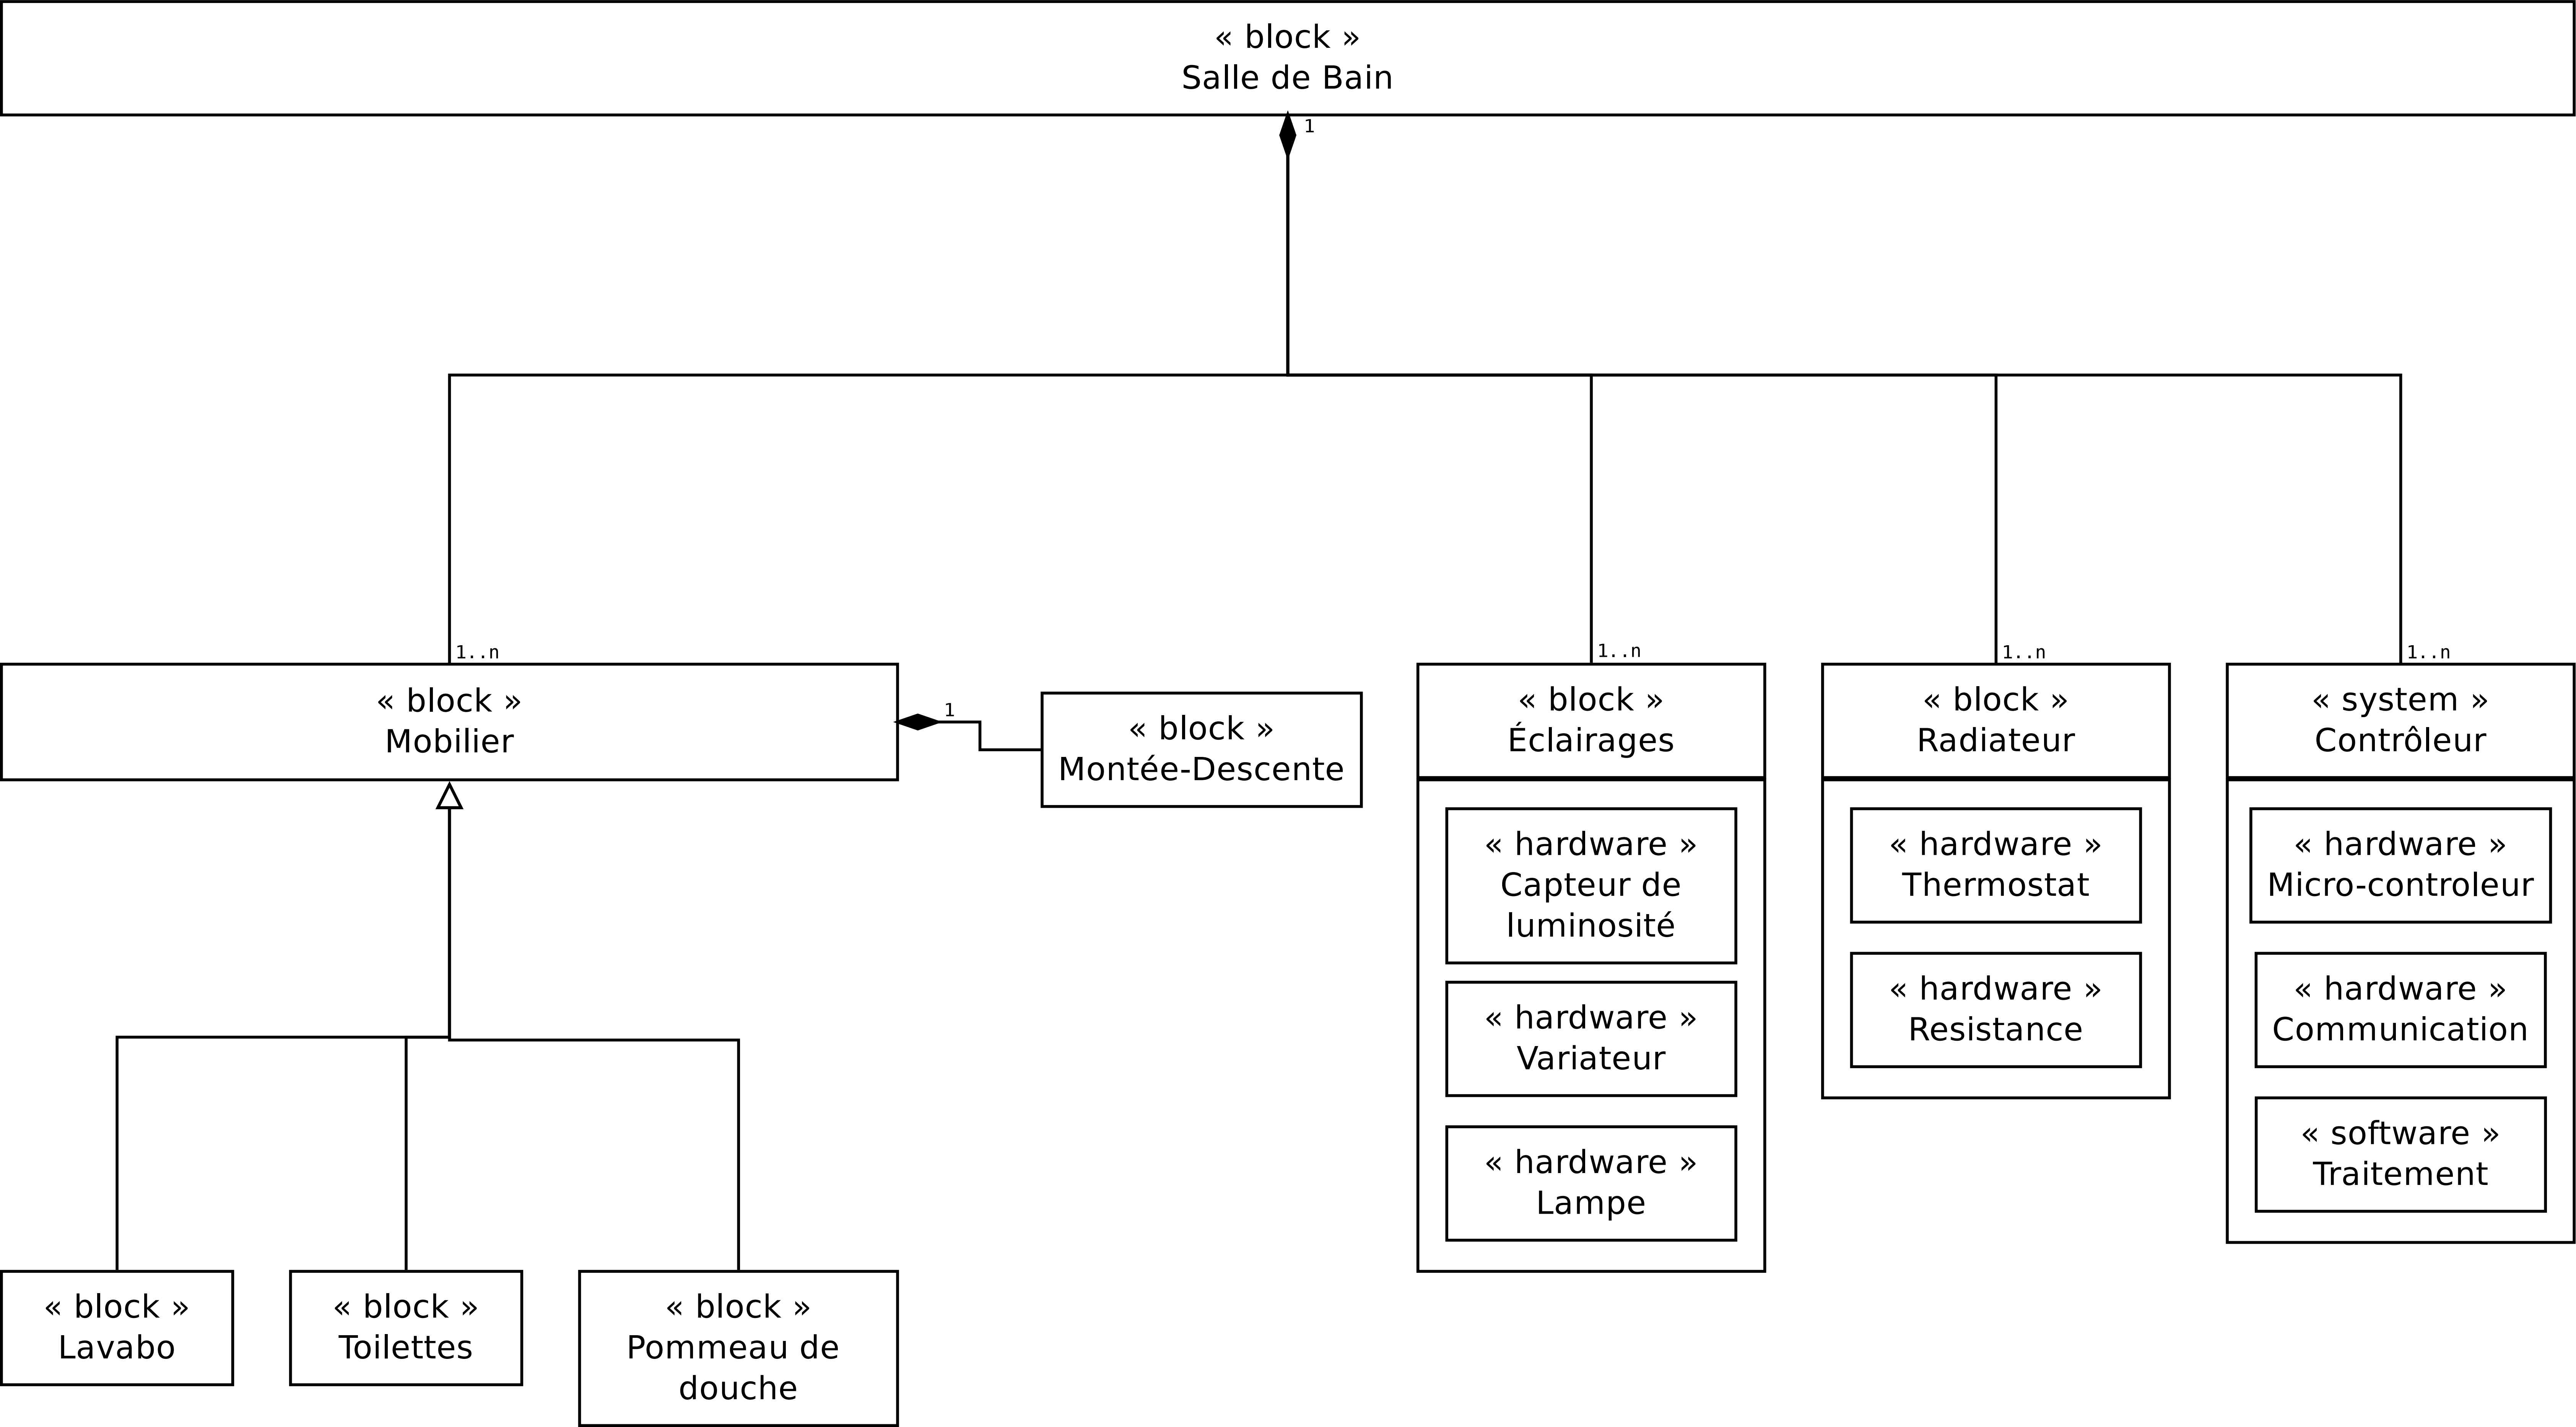 « block »
Salle de Bain
1
1..n
1..n
1..n
1..n
« block »
Mobilier
1
« block »
Montée-Descente
« block »
Éclairages
« hardware »
Capteur de
luminosité
« hardware »
Variateur
« hardware »
Lampe
« block »
Radiateur
« hardware »
Thermostat
« hardware »
Resistance
« system »
Contrôleur
« hardware »
Micro-controleur
« hardware »
Communication
« software »
Traitement
« block »
Lavabo
« block »
Toilettes
« block »
Pommeau de
douche